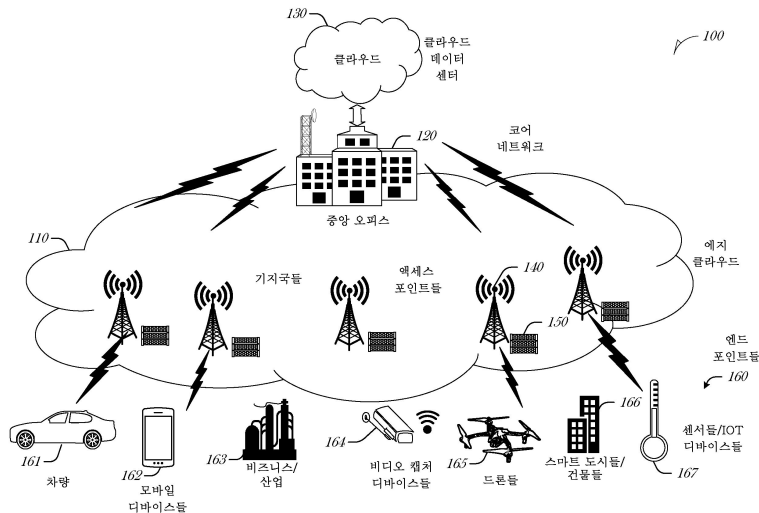 130
클라우드
클라우드
데이터
센터
100
120
코어
네트워크
중앙 오피스
110
기지국들
액세스
포인트들
140
에지
클라우드
150
엔드
포인트들
160
161
차량
162
모바일
디바이스들
163
비즈니스/
산업
164
비디오 캡처
디바이스들
165
드론들
166
스마트 도시들/
건물들
센서들/IOT
디바이스들
167